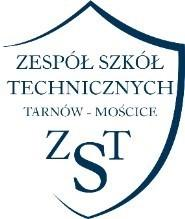 ZESPÓŁ SZKÓŁ
TECHNICZNYCH
TARNÓW - MOŚCICE
ZST